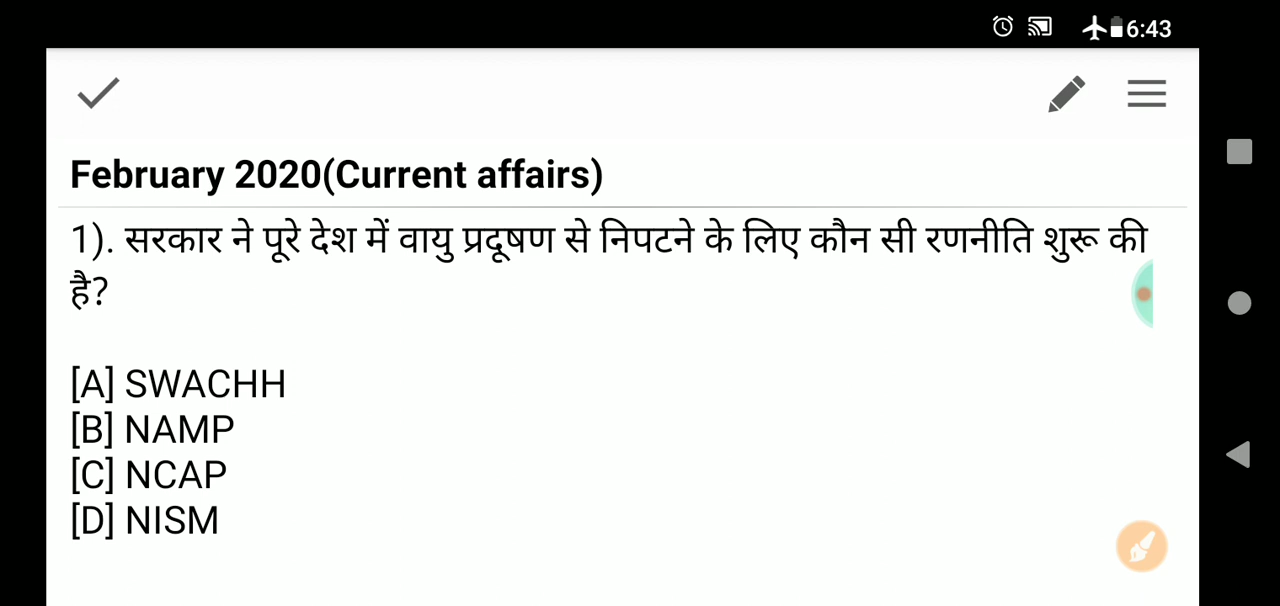 6:43
February 2020(Current affairs)
1). सरकार ने पूरे देश में वायु प्रदूषण से निपटने के लिए कौन सी रणनीति शुरू की
है?
[A] SWACHH
[B] NAMP
[C] NCAP
[D] NISM